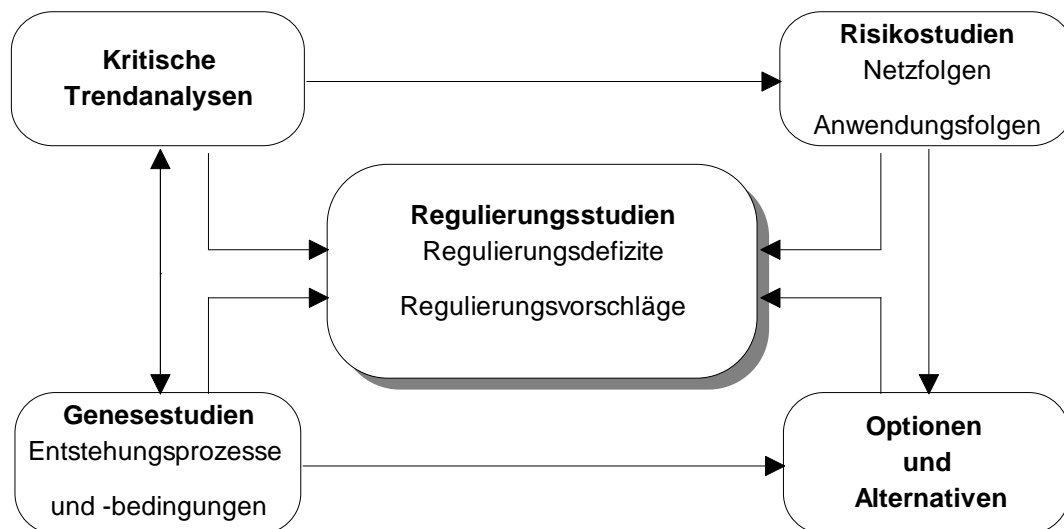 Kritische
Trendanalysen
Risikostudien
Netzfolgen
Anwendungsfolgen
Regulierungsstudien
Regulierungsdefizite
Regulierungsvorschläge
Genesestudien
Entstehungsprozesse
und -bedingungen
Optionen
und
Alternativen